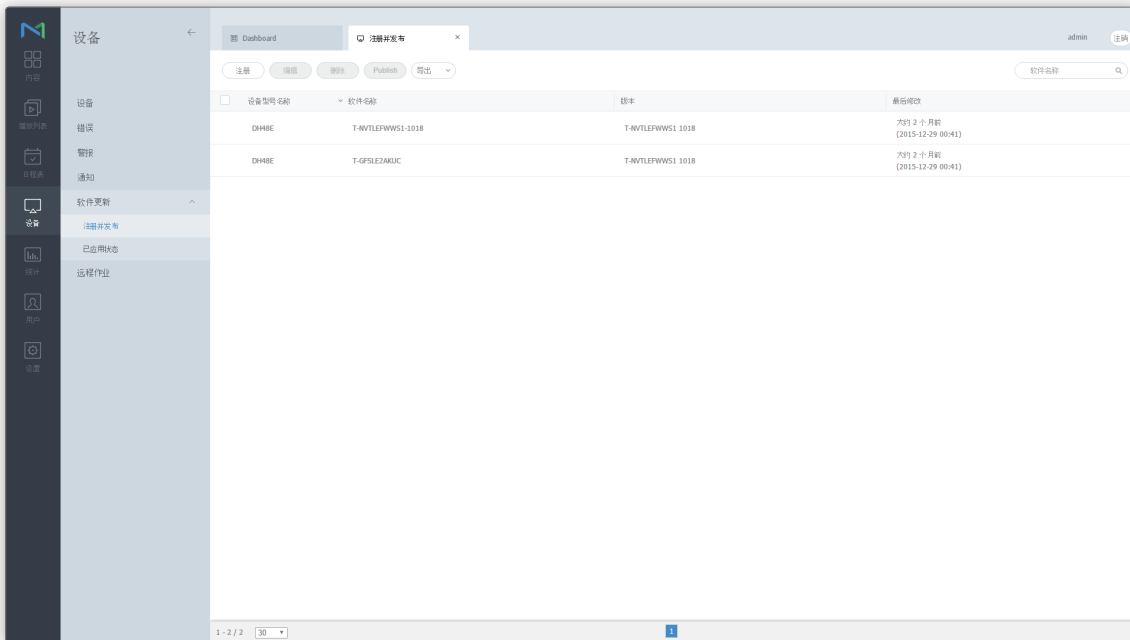 内容
播放列表
日程表
设备
统计
用户
设置
设备
设备
错误
警报
通知
软件更新
注册并发布
已应用状态
远程作业
Dashboard
注册并发布
admin
注销
注册
编辑
删除
Publish
导出
软件名称
设备型号名称 软件名称 版本 最后修改
DH48E T-NVTLEFWWS1-1018 T-NVTLEFWWS1 1018 大约 2 个月前
(2015-12-29 00:41)
DH48E T-GFSLE2AKUC T-NVTLEFWWS1 1018 大约 2 个月前
(2015-12-29 00:41)
1 - 2 / 2 30 1